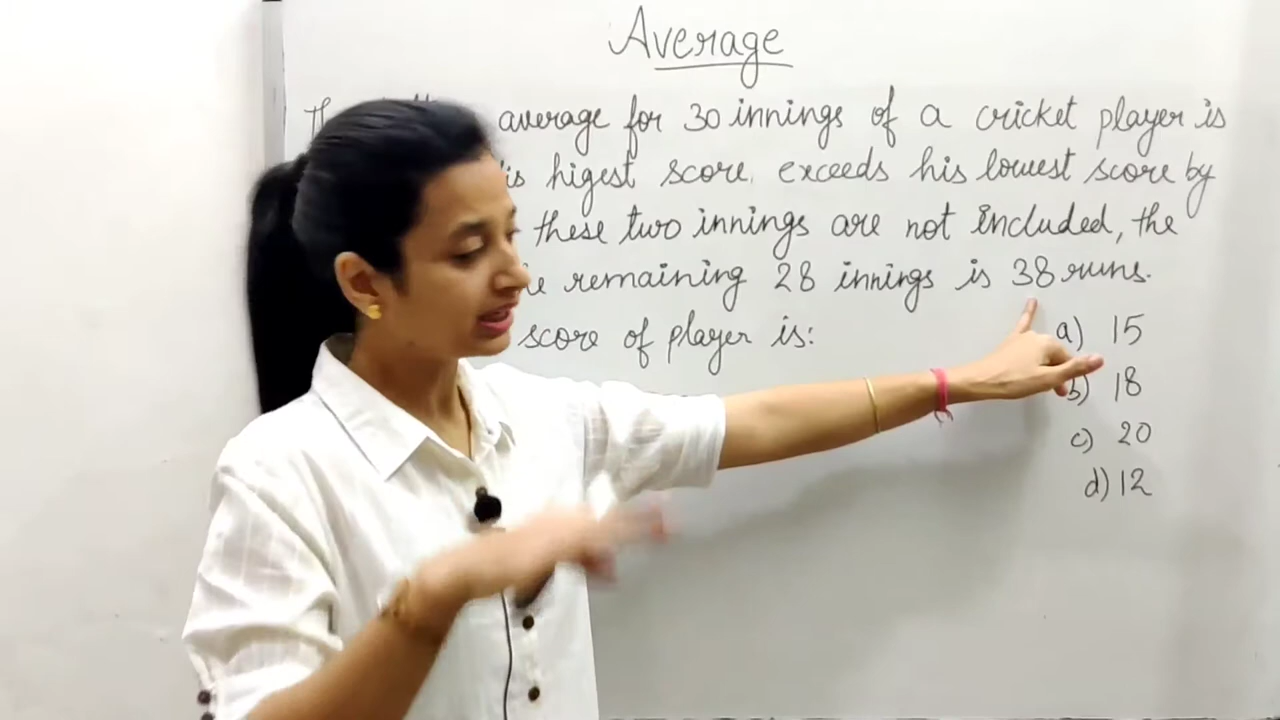 Average
average for 30 innings of a cricket player is
higest score exceeds his lowest score by
these two innings are not included, the
remaining 28 innings is 38 runs.
score of player is:
a) 15
b) 18
c) 20
d) 12